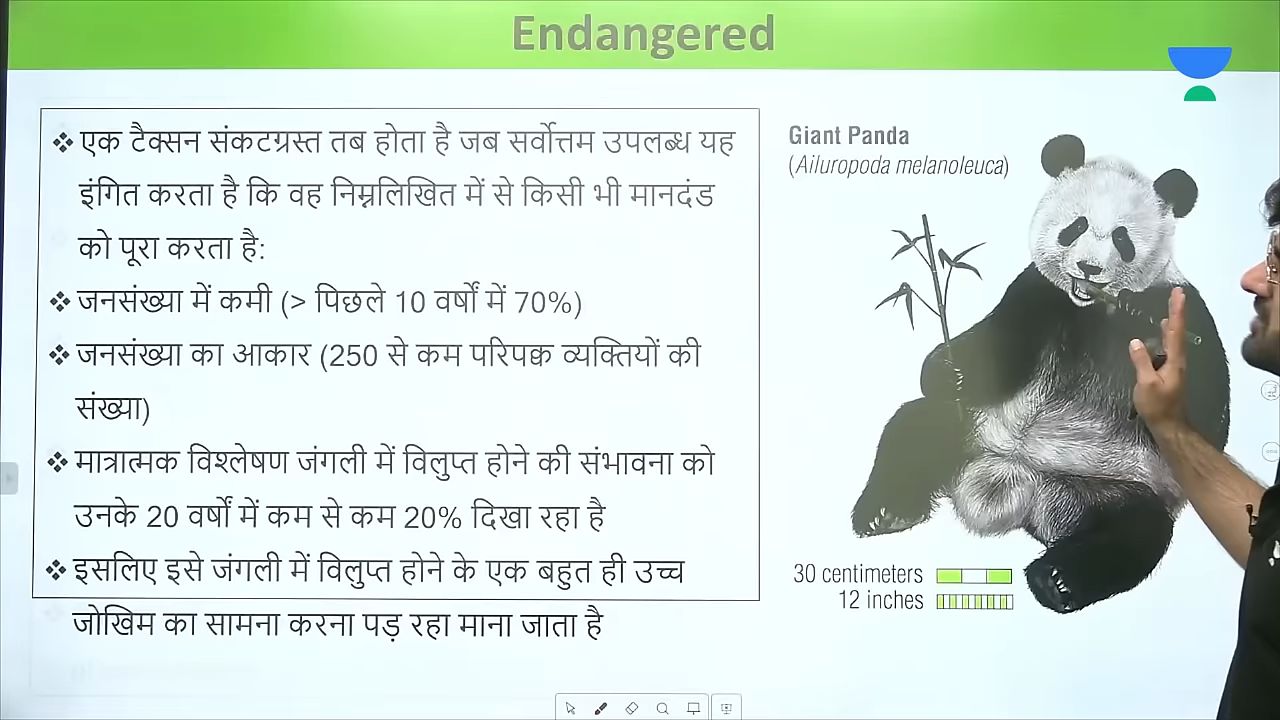 Endangered
❖ एक टैक्सन संकटग्रस्त तब होता है जब सर्वोत्तम उपलब्ध यह
इंगित करता है कि वह निम्नलिखित में से किसी भी मानदंड
को पूरा करता है:
❖ जनसंख्या में कमी (> पिछले 10 वर्षों में 70%)
❖ जनसंख्या का आकार (250 से कम परिपक्व व्यक्तियों की
संख्या)
❖ मात्रात्मक विश्लेषण जंगली में विलुप्त होने की संभावना को
उनके 20 वर्षों में कम से कम 20% दिखा रहा है
❖ इसलिए इसे जंगली में विलुप्त होने के एक बहुत ही उच्च
जोखिम का सामना करना पड़ रहा माना जाता है
Giant Panda
(Ailuropoda melanoleuca)
30 centimeters
12 inches